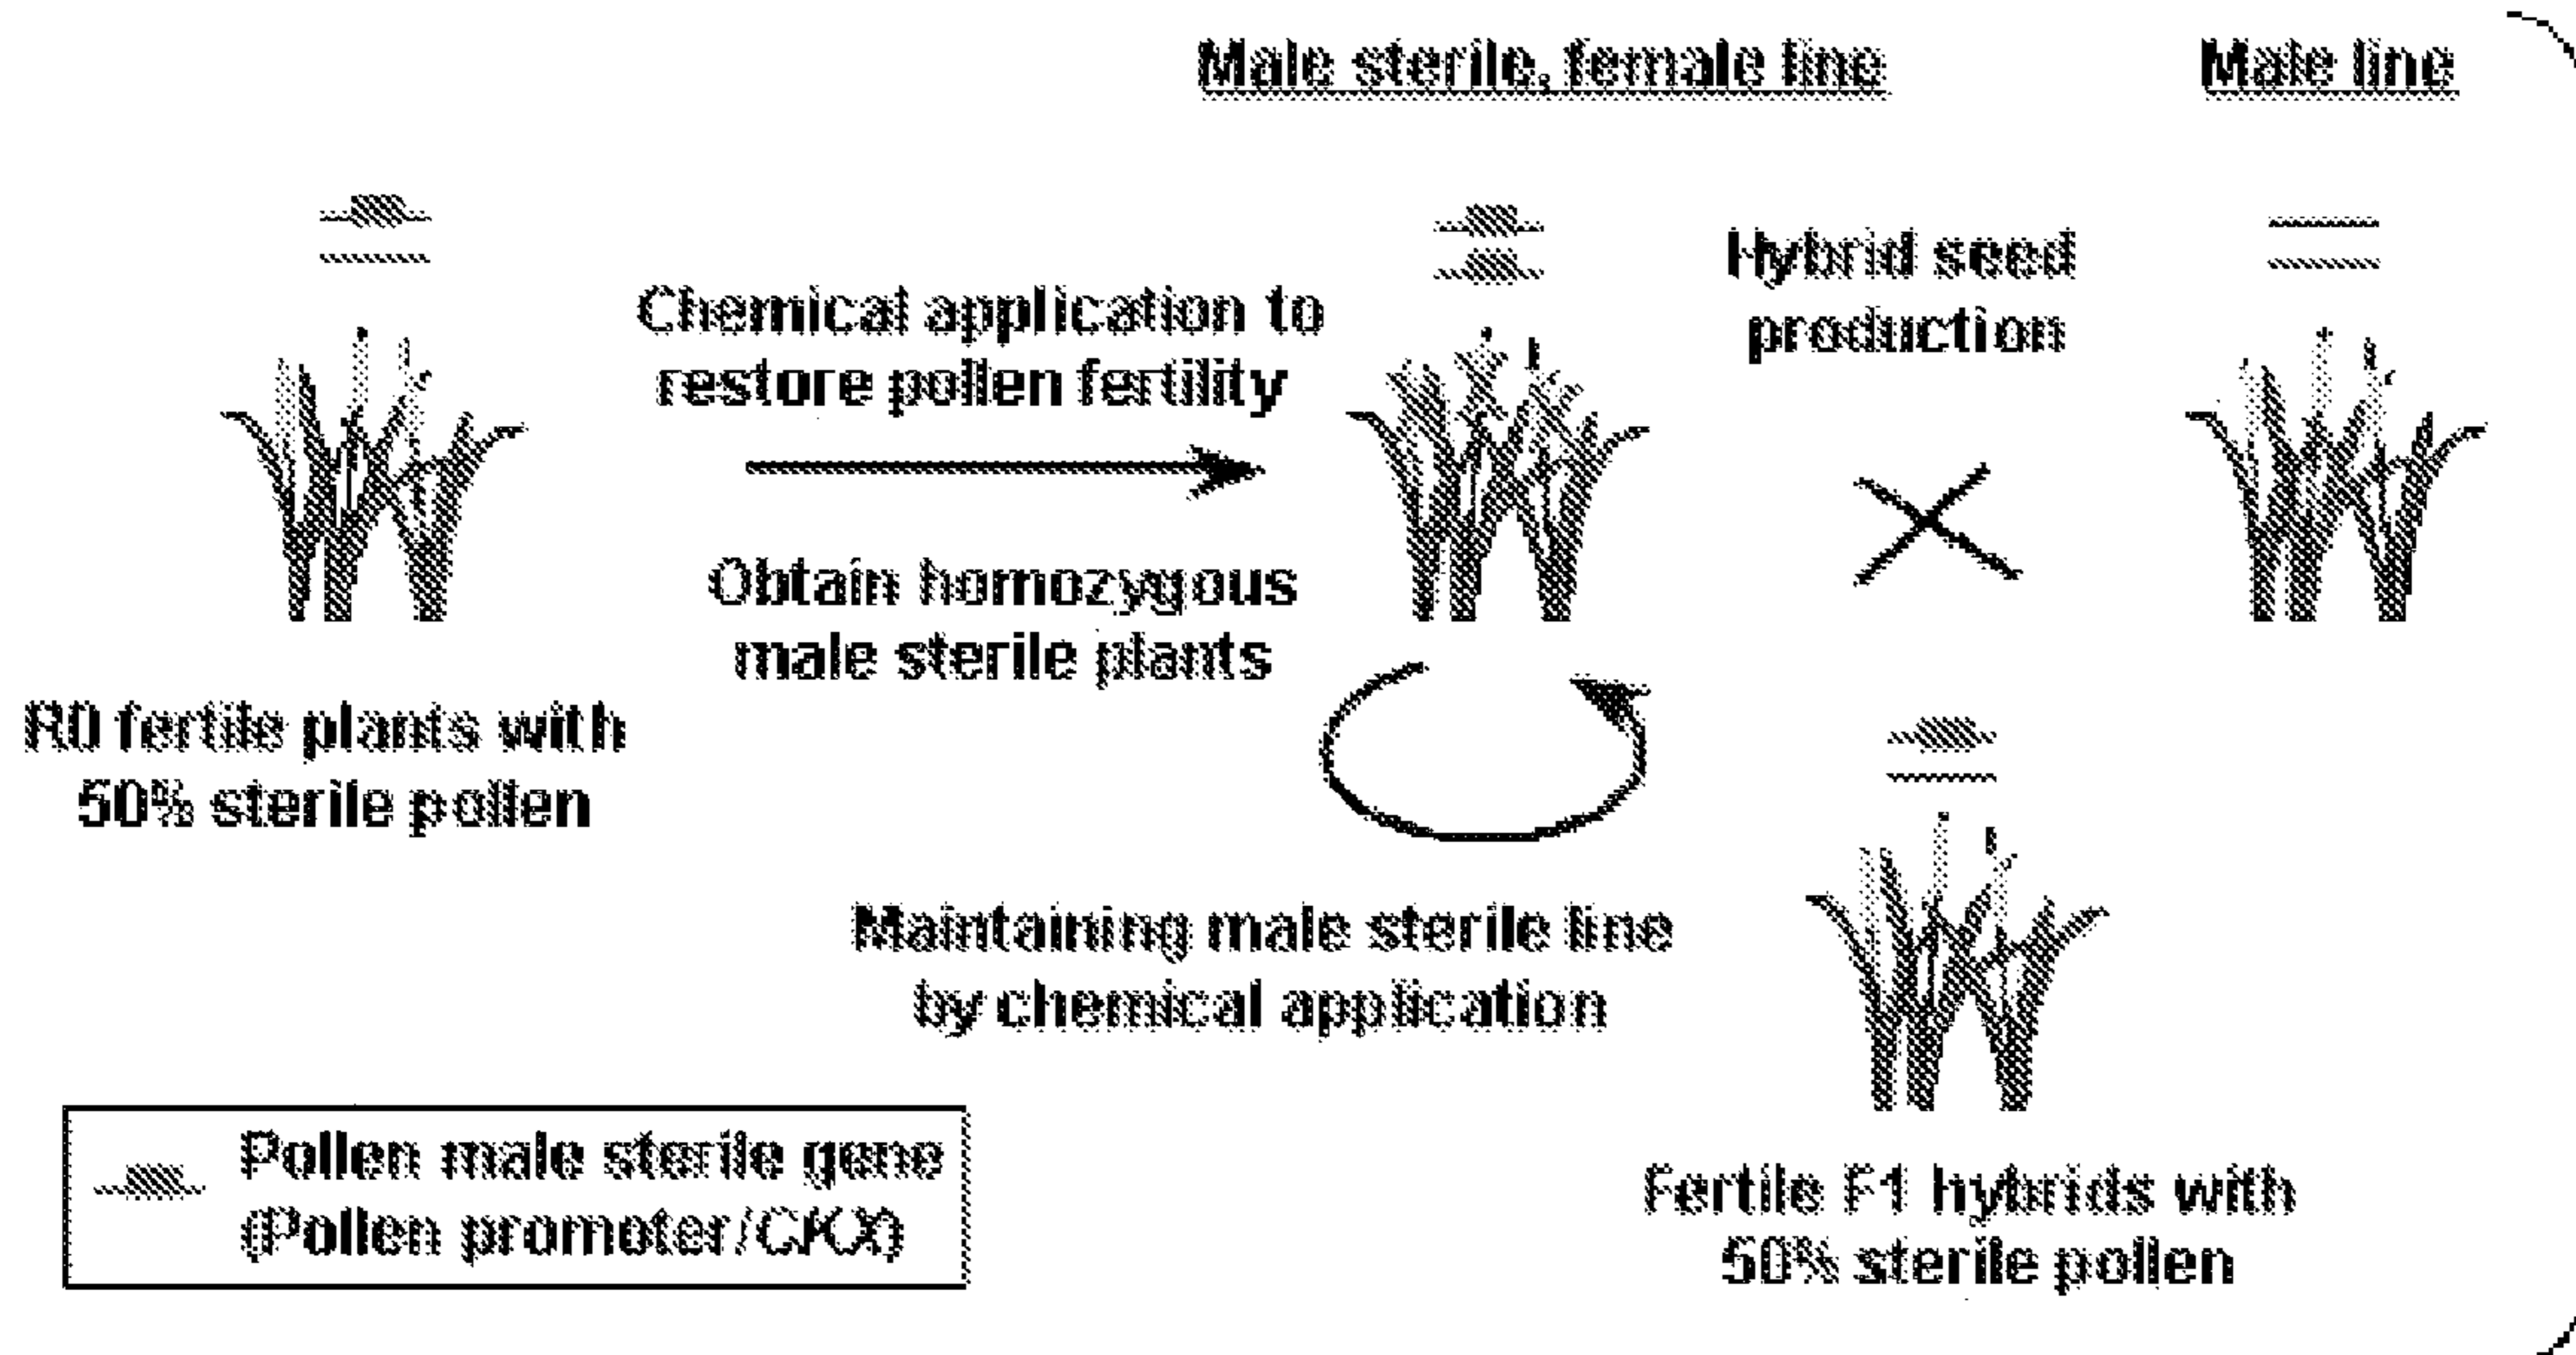 Male sterile, female line
Male line
Chemical application to
restore pollen fertility
Hybrid seed
production
Obtain homozygous
male sterile plants
R0 fertile plants with
50% sterile pollen
Maintaining male sterile line
by chemical application
Pollen male sterile gene
(Pollen promoter/CKX)
Fertile F1 hybrids with
50% sterile pollen